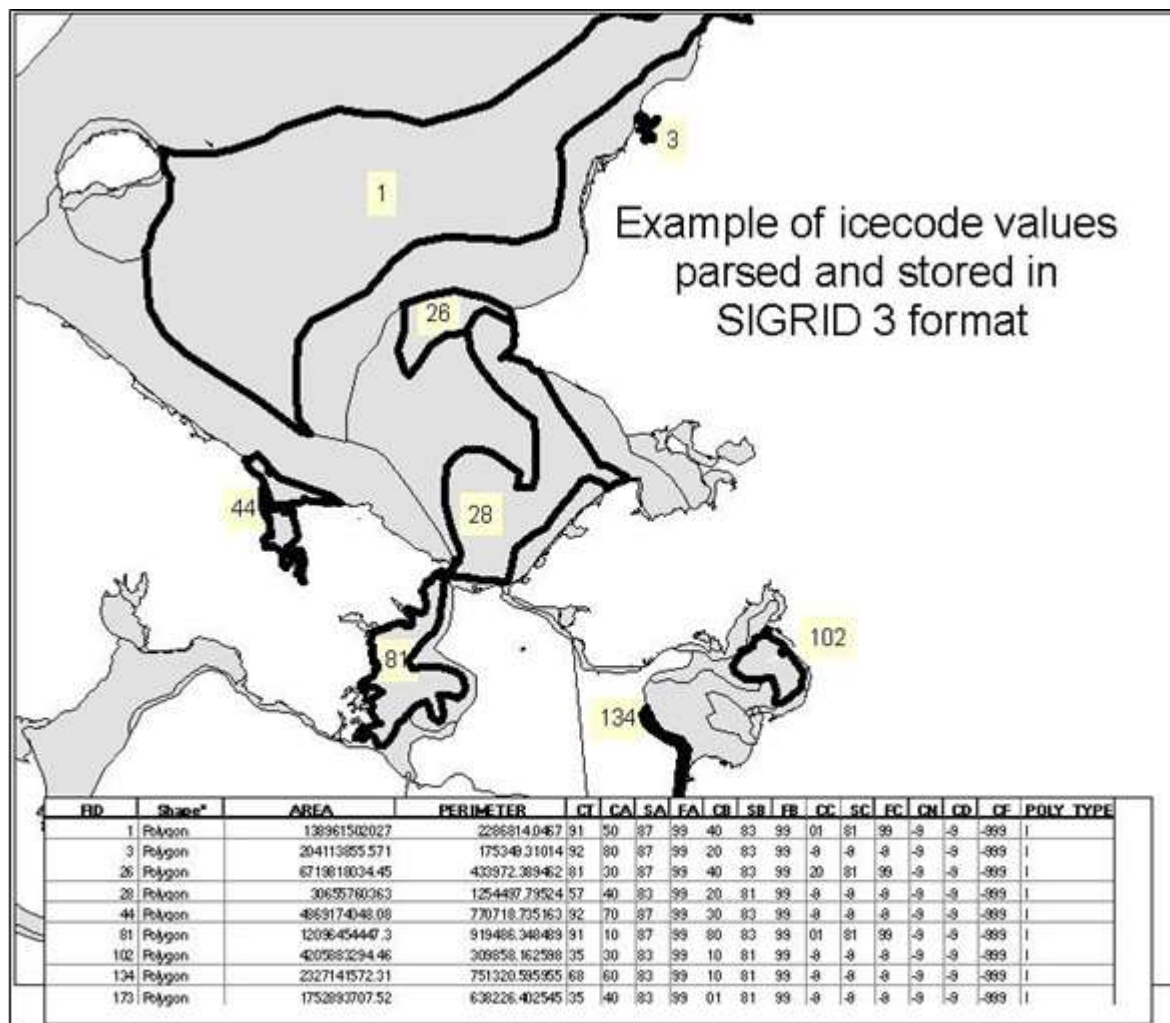 3
1
Example of icecode values
parsed and stored in
SIGRID 3 format
26
44
28
102
81
134
FID Shape* AREA PERIMETER CT CA SA FA CB SB FB CC SC FC CN CD CF POLY_TYPE
1 Polygon 138961502027 2286814.0467 91 50 87 99 40 83 99 01 81 99 -9 -9 -999 I
3 Polygon 204113855.571 175349.31014 92 80 87 99 20 83 99 -9 -9 -9 -9 -9 -999 I
26 Polygon 6719818034.45 433972.389462 81 30 87 99 40 83 99 20 81 99 -9 -9 -999 I
28 Polygon 30655760363 1254497.79524 57 40 83 99 20 81 99 -9 -9 -9 -9 -9 -999 I
44 Polygon 4869174048.08 770718.735163 92 70 87 99 30 83 99 -9 -9 -9 -9 -9 -999 I
81 Polygon 12096454447.3 919486.348489 91 10 87 99 80 83 99 01 81 99 -9 -9 -999 I
102 Polygon 4205883294.46 309858.162598 35 30 83 99 10 81 99 -9 -9 -9 -9 -9 -999 I
134 Polygon 2327141572.31 751320.595955 68 60 83 99 10 81 99 -9 -9 -9 -9 -9 -999 I
173 Polygon 1752893707.52 638226.402545 35 40 83 99 01 81 99 -9 -9 -9 -9 -9 -999 I